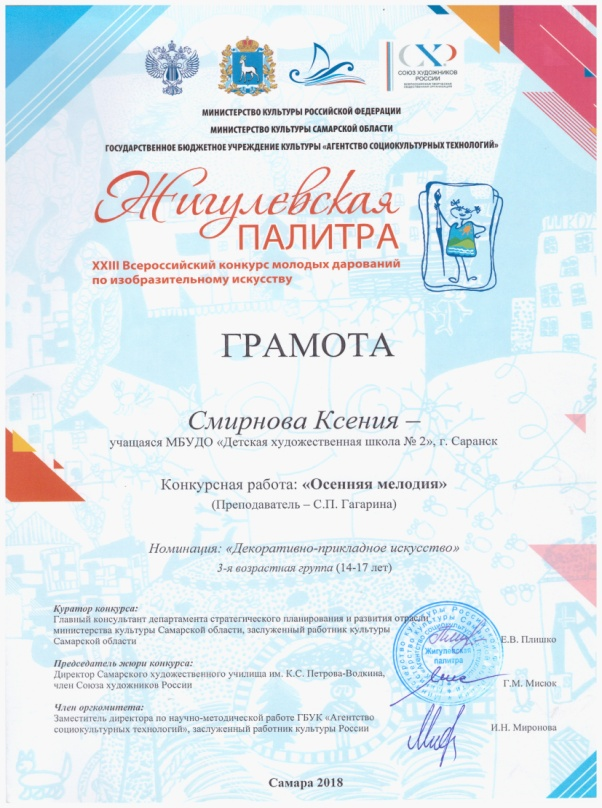 СХР
СОЮЗ ХУДОЖНИКОВ
РОССИИ
МИНИСТЕРСТВО КУЛЬТУРЫ РОССИЙСКОЙ ФЕДЕРАЦИИ
МИНИСТЕРСТВО КУЛЬТУРЫ САМАРСКОЙ ОБЛАСТИ
ГОСУДАРСТВЕННОЕ БЮДЖЕТНОЕ УЧРЕЖДЕНИЕ КУЛЬТУРЫ «АГЕНТСТВО СОЦИОКУЛЬТУРНЫХ ТЕХНОЛОГИЙ»
Жигулевская
ПАЛИТРА
XXIII Всероссийский конкурс молодых дарований
по изобразительному искусству
ГРАМОТА
Смирнова Ксения –
учащаяся МБУДО «Детская художественная школа № 2», г. Саранск
Конкурсная работа: «Осенняя мелодия»
(Преподаватель – С.П. Гагарина)
Номинация: «Декоративно-прикладное искусство»
3-я возрастная группа (14-17 лет)
Куратор конкурса:
Главный консультант департамента стратегического планирования и развития отрасли
министерства культуры Самарской области, заслуженный работник культуры
Самарской области
Е.В. Плишко
Председатель жюри конкурса:
Директор Самарского художественного училища им. К.С. Петрова-Водкина,
член Союза художников России
Г.М. Мисюк
Член оргкомитета:
Заместитель директора по научно-методической работе ГБУК «Агентство
социокультурных технологий», заслуженный работник культуры России
И.Н. Миронова
Жигулевская
палитра
Самара 2018